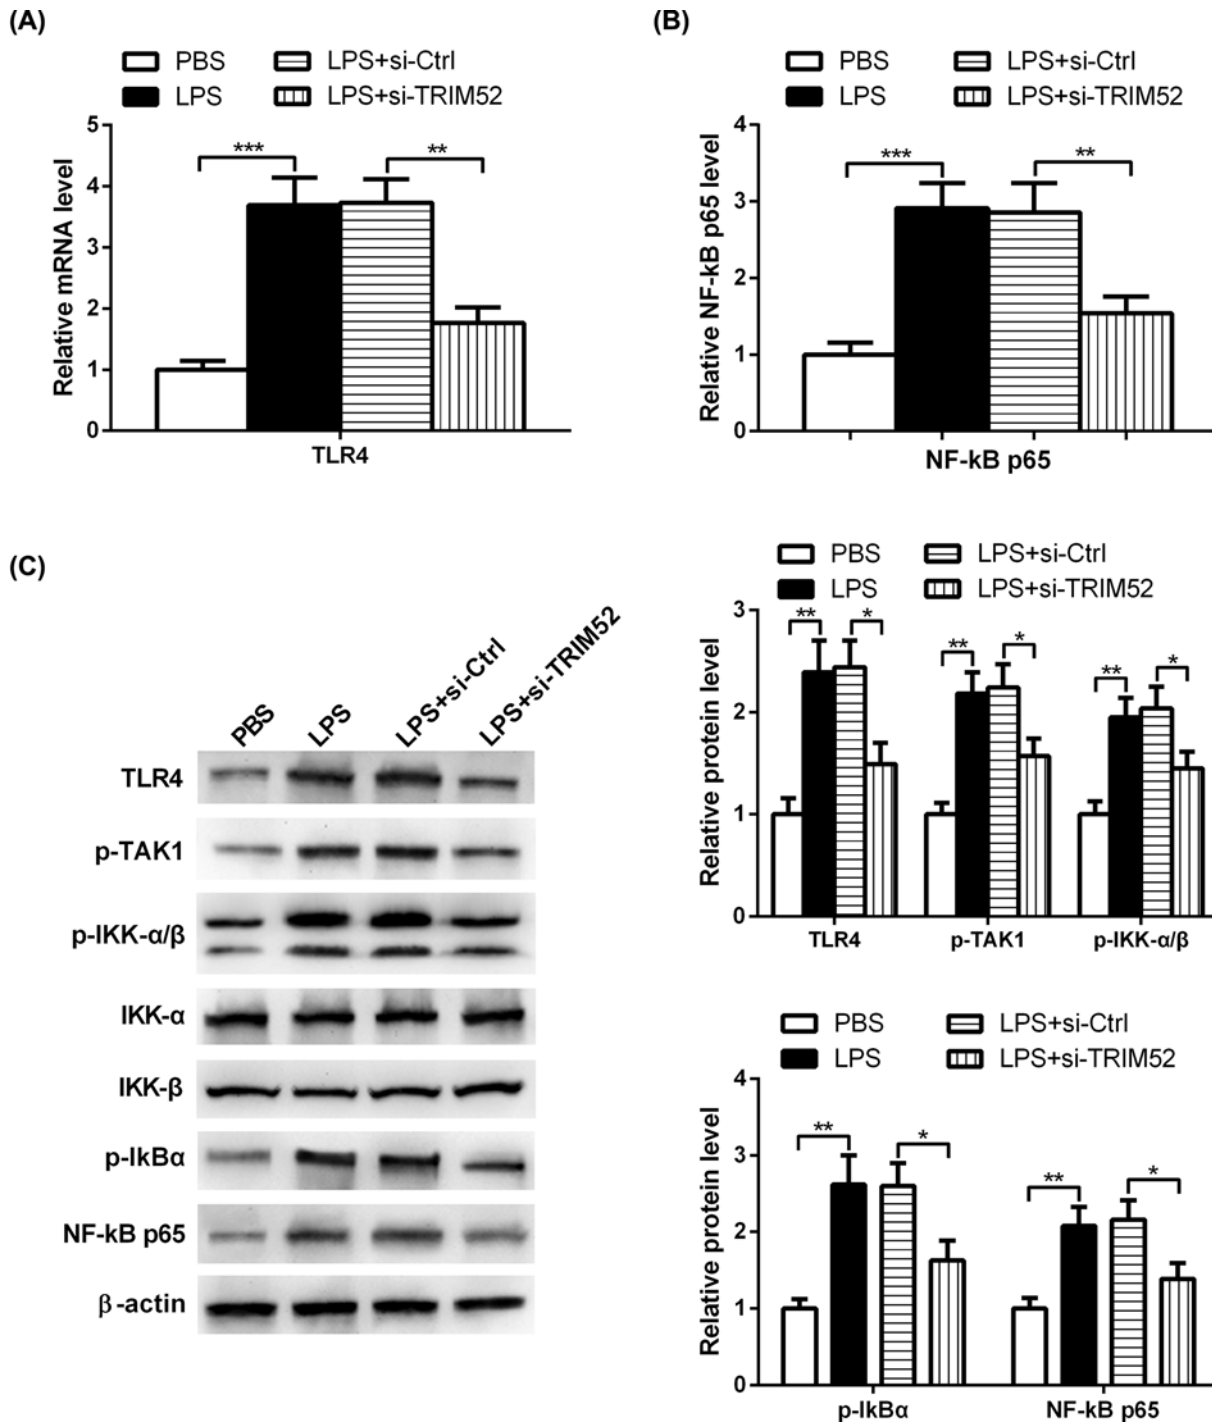 (A)
PBS LPS+si-Ctrl
LPS LPS+si-TRIM52
Relative mRNA level
5
4
3
2
1
0
*** **
TLR4
(B)
PBS LPS+si-Ctrl
LPS LPS+si-TRIM52
Relative NF-kB p65 level
4
3
2
1
0
*** **
NF-kB p65
(C)
PBS LPS LPS+si-Ctrl LPS+si-TRIM52
TLR4
p-TAK1
p-IKK-α/β
IKK-α
IKK-β
p-IkBα
NF-kB p65
β-actin
PBS LPS+si-Ctrl
LPS LPS+si-TRIM52
Relative protein level
3
2
1
0
** * ** * ** *
TLR4 p-TAK1 p-IKK-α/β
PBS LPS+si-Ctrl
LPS LPS+si-TRIM52
Relative protein level
4
3
2
1
0
** * ** *
p-IkBα NF-kB p65